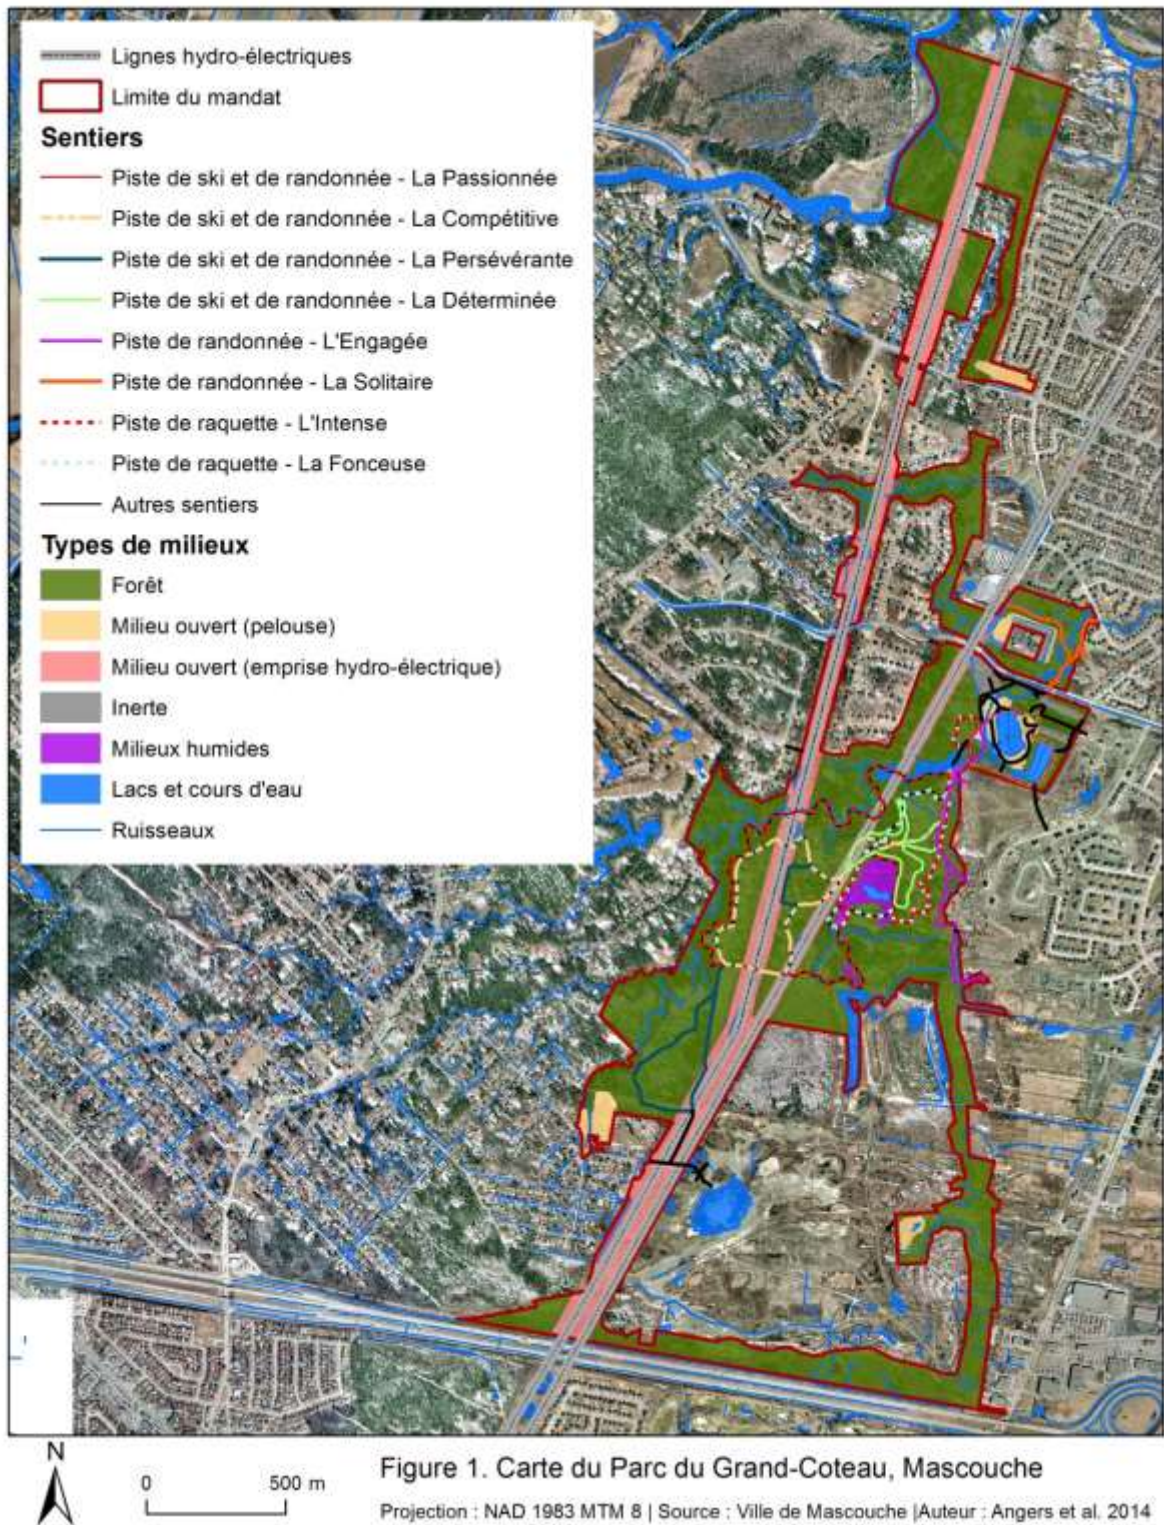 Lignes hydro-électriques
Limite du mandat
Sentiers
Piste de ski et de randonnée - La Passionnée
Piste de ski et de randonnée - La Compétitive
Piste de ski et de randonnée - La Persévérante
Piste de ski et de randonnée - La Déterminée
Piste de randonnée - L'Engagée
Piste de randonnée - La Solitaire
Piste de raquette - L'Intense
Piste de raquette - La Fonceuse
Autres sentiers
Types de milieux
Forêt
Milieu ouvert (pelouse)
Milieu ouvert (emprise hydro-électrique)
Inerte
Milieux humides
Lacs et cours d'eau
Ruisseaux
N
0 500 m
Figure 1. Carte du Parc du Grand-Coteau, Mascouche
Projection : NAD 1983 MTM 8 | Source : Ville de Mascouche |Auteur : Angers et al. 2014